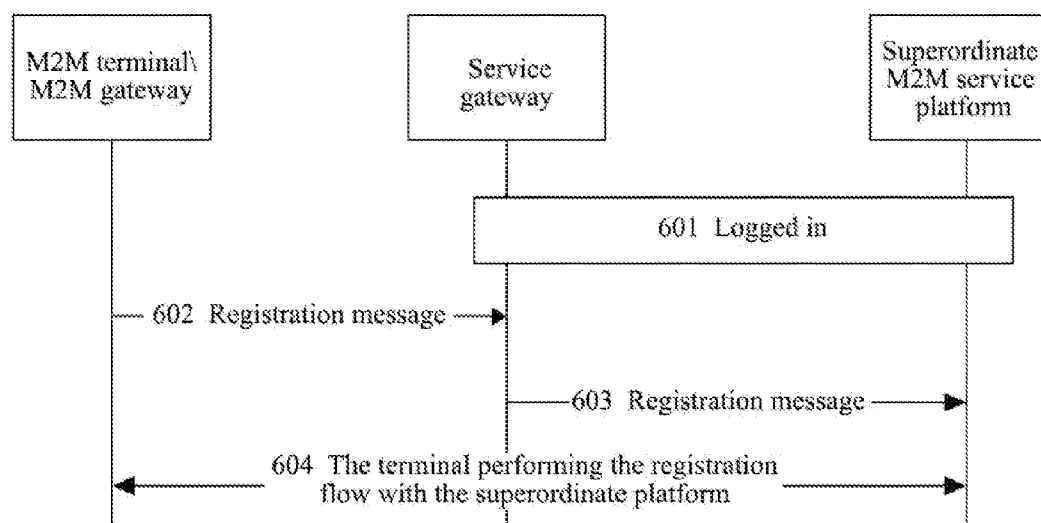 M2M terminal\
M2M gateway
Service
gateway
Superordinate
M2M service
platform
601 Logged in
602 Registration message
603 Registration message
604 The terminal performing the registration
flow with the superordinate platform